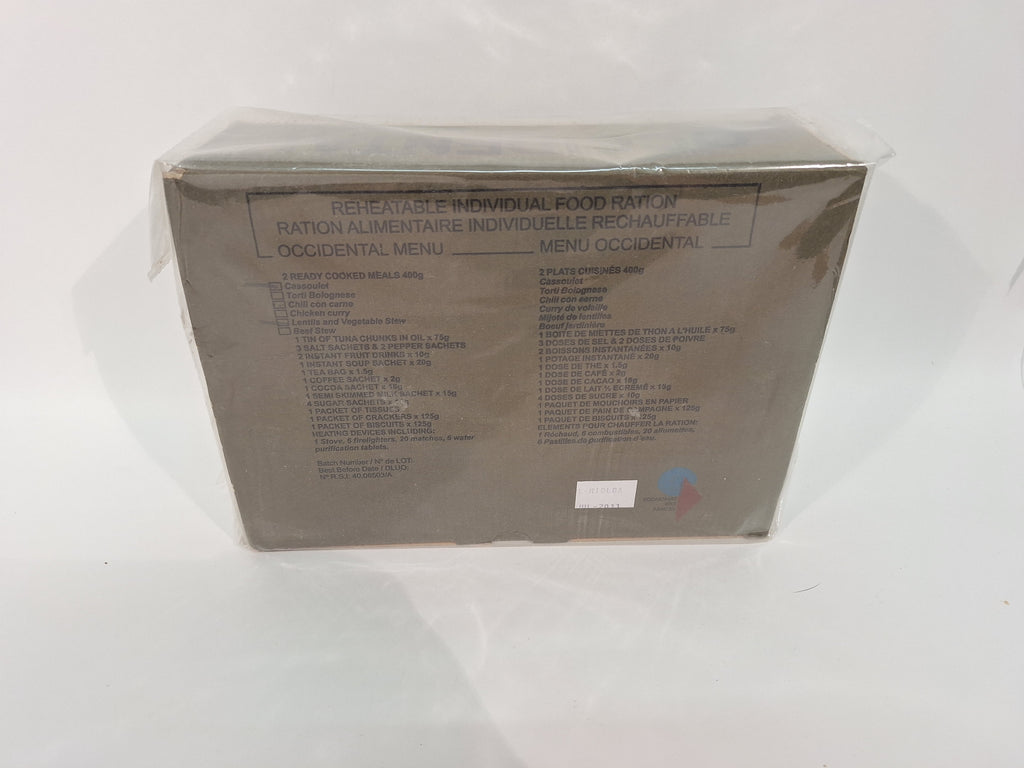 REHEATABLE INDIVIDUAL FOOD RATION
RATION ALIMENTAIRE INDIVIDUELLE RECHAUFFABLE
OCCIDENTAL MENU
MENU OCCIDENTAL
2 READY COOKED MEALS 400g
Cassoulet
Torti Bolognese
Chili con carne
Chicken curry
Lentils and Vegetable Stew
Beef Stew
1 TIN OF TUNA CHUNKS IN OIL x 75g
3 SALT SACHETS & 2 PEPPER SACHETS
2 INSTANT FRUIT DRINKS x 10g
1 INSTANT SOUP SACHET x 20g
1 TEA BAG x 1.5g
1 COFFEE SACHET x 2g
1 COCOA SACHET x 18g
1 SEMI SKIMMED MILK SACHET x 15g
4 SUGAR SACHETS x
1 PACKET OF TISSUES
1 PACKET OF CRACKERS x 125g
1 PACKET OF BISCUITS x 125g
HEATING DEVICES INCLUDING:
1 Stove, 6 firelighters, 20 matches, 6 water
purification tablets.
Batch Number / N° de LOT:
Best Before Date / DLUO:
N° R.S.I: 40.08503/A
2 PLATS CUISINÉS 400g
Cassoulet
Torti Bolognese
Chili con carne
Curry de volaille
Mijoté de lentilles
Boeuf jardinière
1 BOITE DE MIETTES DE THON A L'HUILE x 75g
3 DOSES DE SEL & 2 DOSES DE POIVRE
2 BOISSONS INSTANTANÉES x 10g
1 POTAGE INSTANTANÉ x 20g
1 DOSE DE THÉ x 1.5g
1 DOSE DE CAFÉ x 2g
1 DOSE DE CACAO x 18g
1 DOSE DE LAIT ½ ÉCRÉMÉ x 15g
4 DOSES DE SUCRE x 10g
1 PAQUET DE MOUCHOIRS EN PAPIER
1 PAQUET DE PAIN DE CAMPAGNE x 125g
1 PAQUET DE BISCUITS x 125g
ELEMENTS POUR CHAUFFER LA RATION:
1 Réchaud, 6 combustibles, 20 allumettes,
6 Pastilles de purification d'eau.
2011